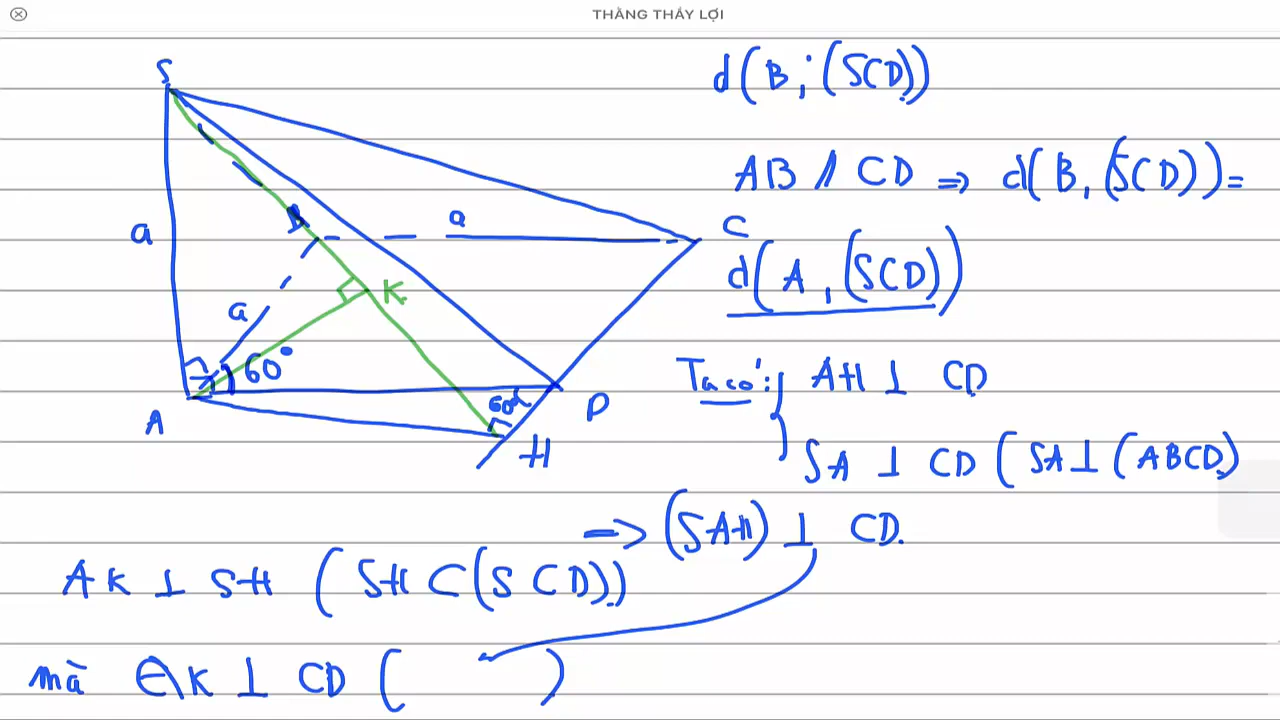 THẰNG THẦY LỢI
S
d(B; (SCD))
AB // CD => d(B, (SCD)) =
a
B
a
C
d(A, (SCD))
K
a
60°
Ta có: AH ⊥ CD
60°
D
A
H
SA ⊥ CD (SA ⊥ (ABCD)
=> (SAH) ⊥ CD.
AK ⊥ SH (SH ⊂ (SCD))
mà AK ⊥ CD ( )